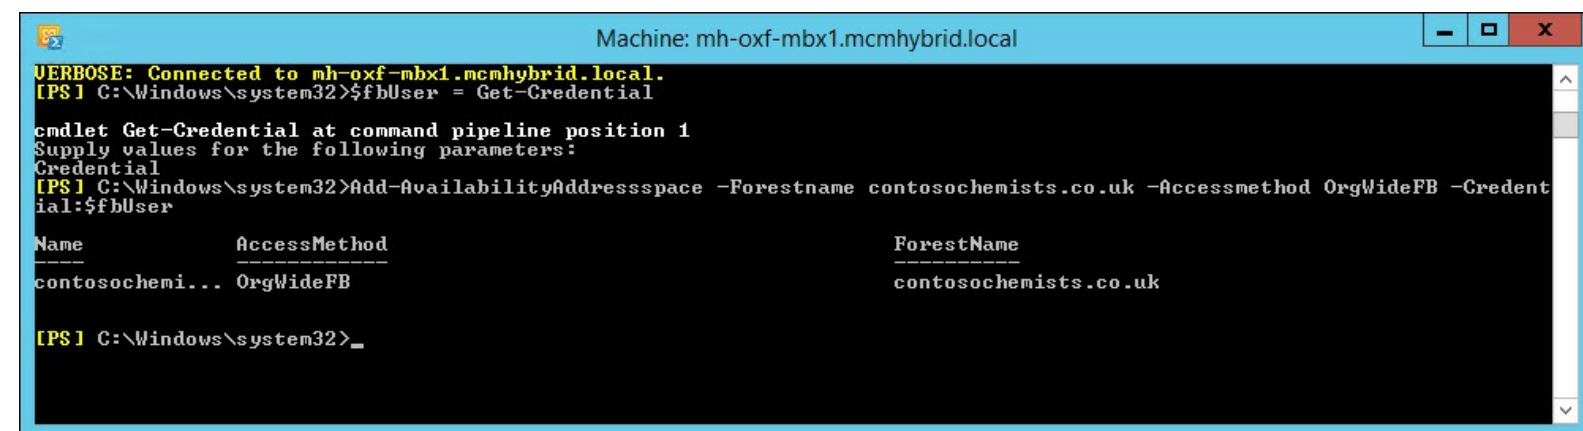 Machine: mh-oxf-mbx1.mcmhybrid.local
VERBOSE: Connected to mh-oxf-mbx1.mcmhybrid.local.
[PS] C:\Windows\system32>$fbUser = Get-Credential
cmdlet Get-Credential at command pipeline position 1
Supply values for the following parameters:
Credential
[PS] C:\Windows\system32>Add-AvailabilityAddressspace -Forestname contosochemists.co.uk -Accessmethod OrgWideFB -Credent
ial:$fbUser
Name AccessMethod ForestName
---- ------------ ----------
contosochemi... OrgWideFB contosochemists.co.uk
[PS] C:\Windows\system32>_